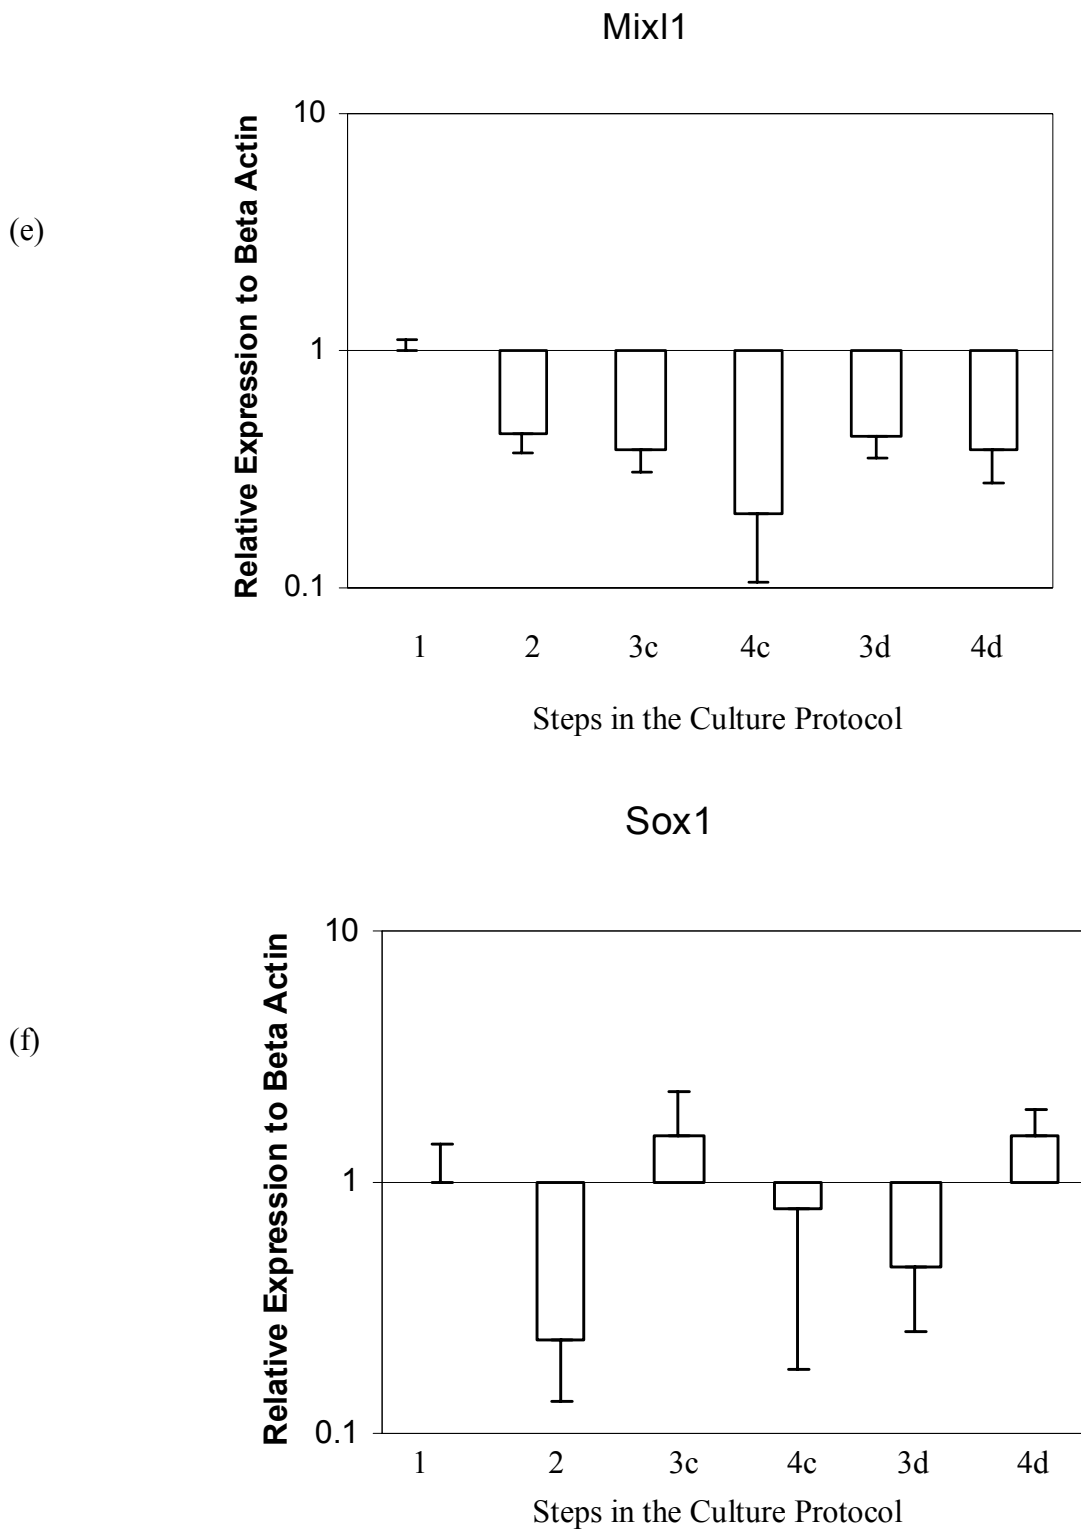 Mixl1
Relative Expression to Beta Actin
10
1
0.1
(e)
1 2 3c 4c 3d 4d
Steps in the Culture Protocol
Sox1
Relative Expression to Beta Actin
10
1
0.1
(f)
1 2 3c 4c 3d 4d
Steps in the Culture Protocol